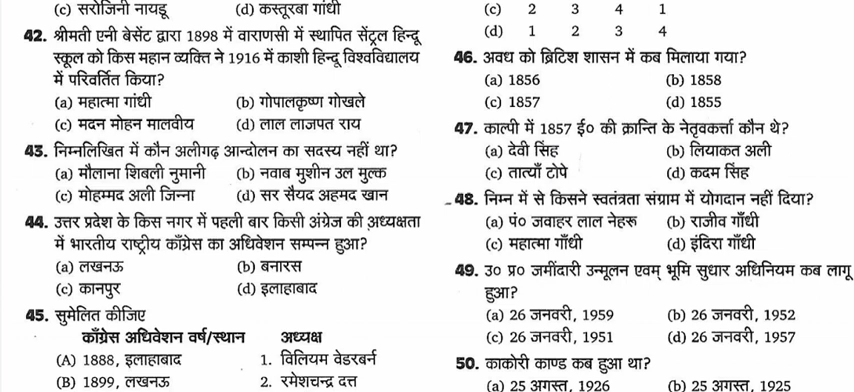 (c) सरोजिनी नायडू (d) कस्तूरबा गांधी
42. श्रीमती एनी बेसेंट द्वारा 1898 में वाराणसी में स्थापित सेंट्रल हिन्दू
स्कूल को किस महान व्यक्ति ने 1916 में काशी हिन्दू विश्वविद्यालय
में परिवर्तित किया?
(a) महात्मा गांधी (b) गोपालकृष्ण गोखले
(c) मदन मोहन मालवीय (d) लाल लाजपत राय
43. निम्नलिखित में कौन अलीगढ़ आन्दोलन का सदस्य नहीं था?
(a) मौलाना शिबली नुमानी (b) नवाब मुशीन उल मुल्क
(c) मोहम्मद अली जिन्ना (d) सर सैयद अहमद खान
44. उत्तर प्रदेश के किस नगर में पहली बार किसी अंग्रेज की अध्यक्षता
में भारतीय राष्ट्रीय काँग्रेस का अधिवेशन सम्पन्न हुआ?
(a) लखनऊ (b) बनारस
(c) कानपुर (d) इलाहाबाद
45. सुमेलित कीजिए
काँग्रेस अधिवेशन वर्ष/स्थान अध्यक्ष
(A) 1888, इलाहाबाद 1. विलियम वेडरबर्न
(B) 1899, लखनऊ 2. रमेशचन्द्र दत्त
(c) 2 3 4 1
(d) 1 2 3 4
46. अवध को ब्रिटिश शासन में कब मिलाया गया?
(a) 1856 (b) 1858
(c) 1857 (d) 1855
47. काल्पी में 1857 ई० की क्रान्ति के नेतृवकर्त्ता कौन थे?
(a) देवी सिंह (b) लियाकत अली
(c) तात्याँ टोपे (d) कदम सिंह
48. निम्न में से किसने स्वतंत्रता संग्राम में योगदान नहीं दिया?
(a) पं० जवाहर लाल नेहरू (b) राजीव गाँधी
(c) महात्मा गाँधी (d) इंदिरा गाँधी
49. उ० प्र० जमींदारी उन्मूलन एवम् भूमि सुधार अधिनियम कब लागू
हुआ?
(a) 26 जनवरी, 1959 (b) 26 जनवरी, 1952
(c) 26 जनवरी, 1951 (d) 26 जनवरी, 1957
50. काकोरी काण्ड कब हुआ था?
(a) 25 अगस्त, 1926 (b) 25 अगस्त, 1925